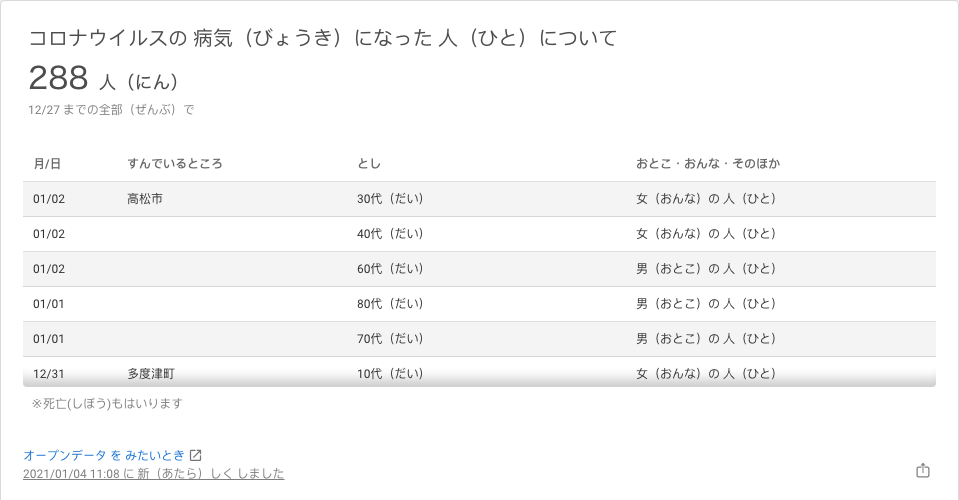 コロナウイルスの 病気（びょうき）になった 人（ひと）について
288 人（にん）
12/27 までの全部（ぜんぶ）で
月/日 すんでいるところ とし おとこ・おんな・そのほか
01/02 高松市 30代（だい） 女（おんな）の 人（ひと）
01/02 40代（だい） 女（おんな）の 人（ひと）
01/02 60代（だい） 男（おとこ）の 人（ひと）
01/01 80代（だい） 男（おとこ）の 人（ひと）
01/01 70代（だい） 男（おとこ）の 人（ひと）
12/31 多度津町 10代（だい） 女（おんな）の 人（ひと）
※死亡(しぼう)もはいります
オープンデータ を みたいとき
2021/01/04 11:08 に 新（あたら）しく しました